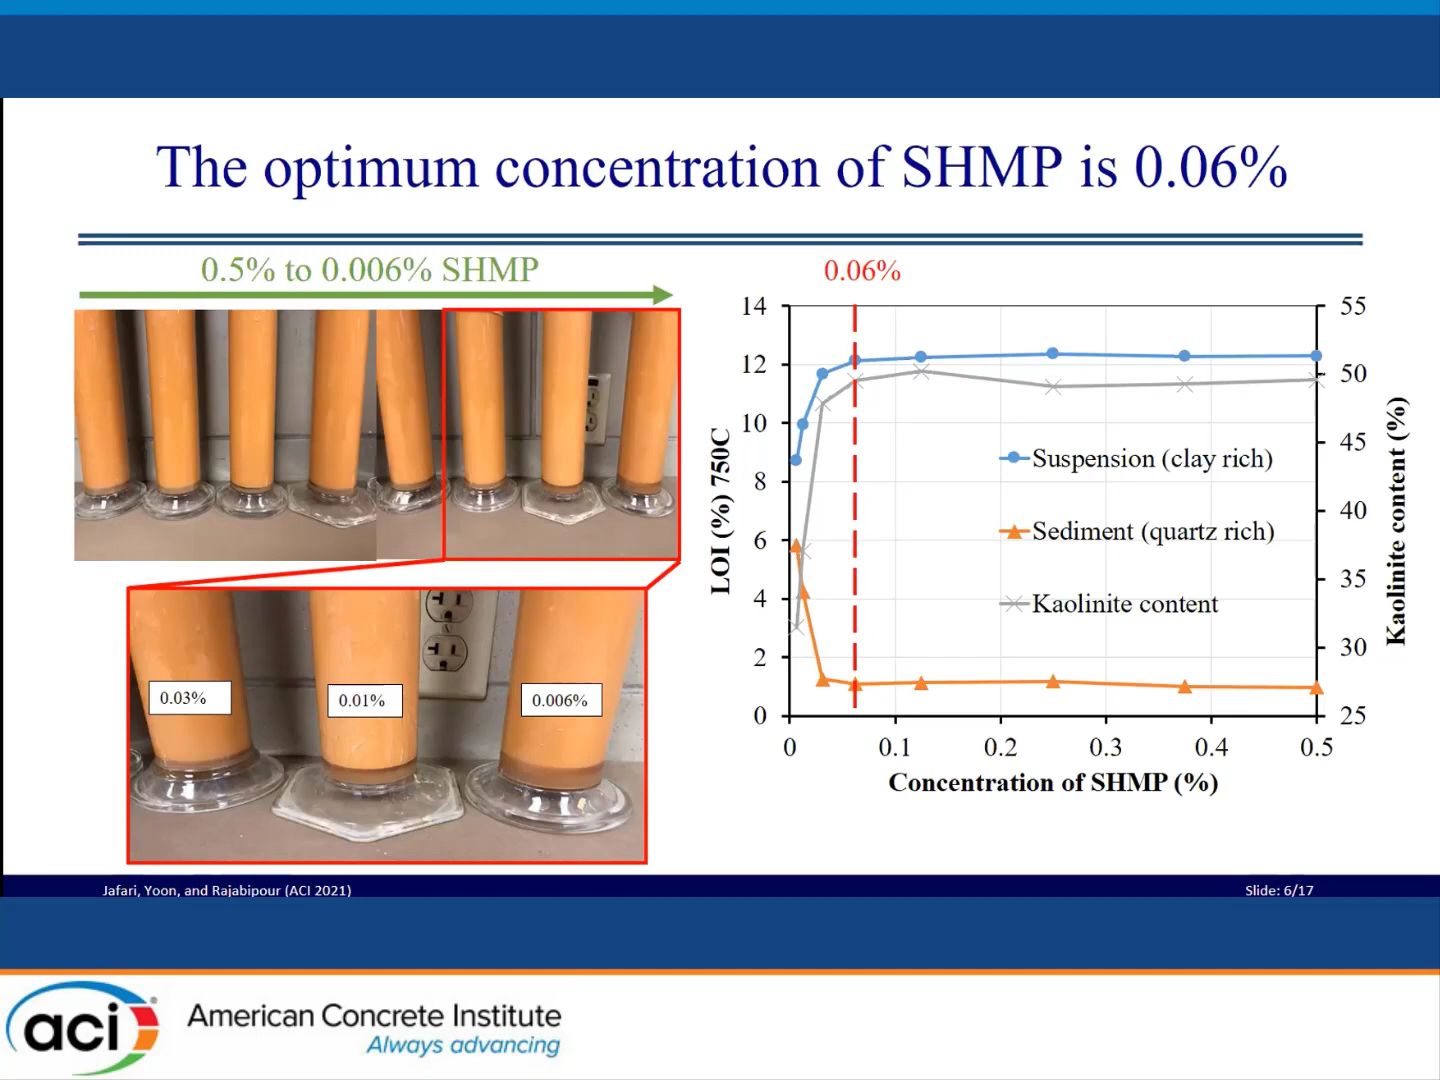 The optimum concentration of SHMP is 0.06%
0.5% to 0.006% SHMP
0.03%
0.01%
0.006%
0.06%
14
12
10
8
6
4
2
0
LOI (%) 750C
55
50
45
40
35
30
25
Kaolinite content (%)
Suspension (clay rich)
Sediment (quartz rich)
Kaolinite content
0 0.1 0.2 0.3 0.4 0.5
Concentration of SHMP (%)
Jafari, Yoon, and Rajabipour (ACI 2021)
Slide: 6/17
aci
American Concrete Institute
Always advancing